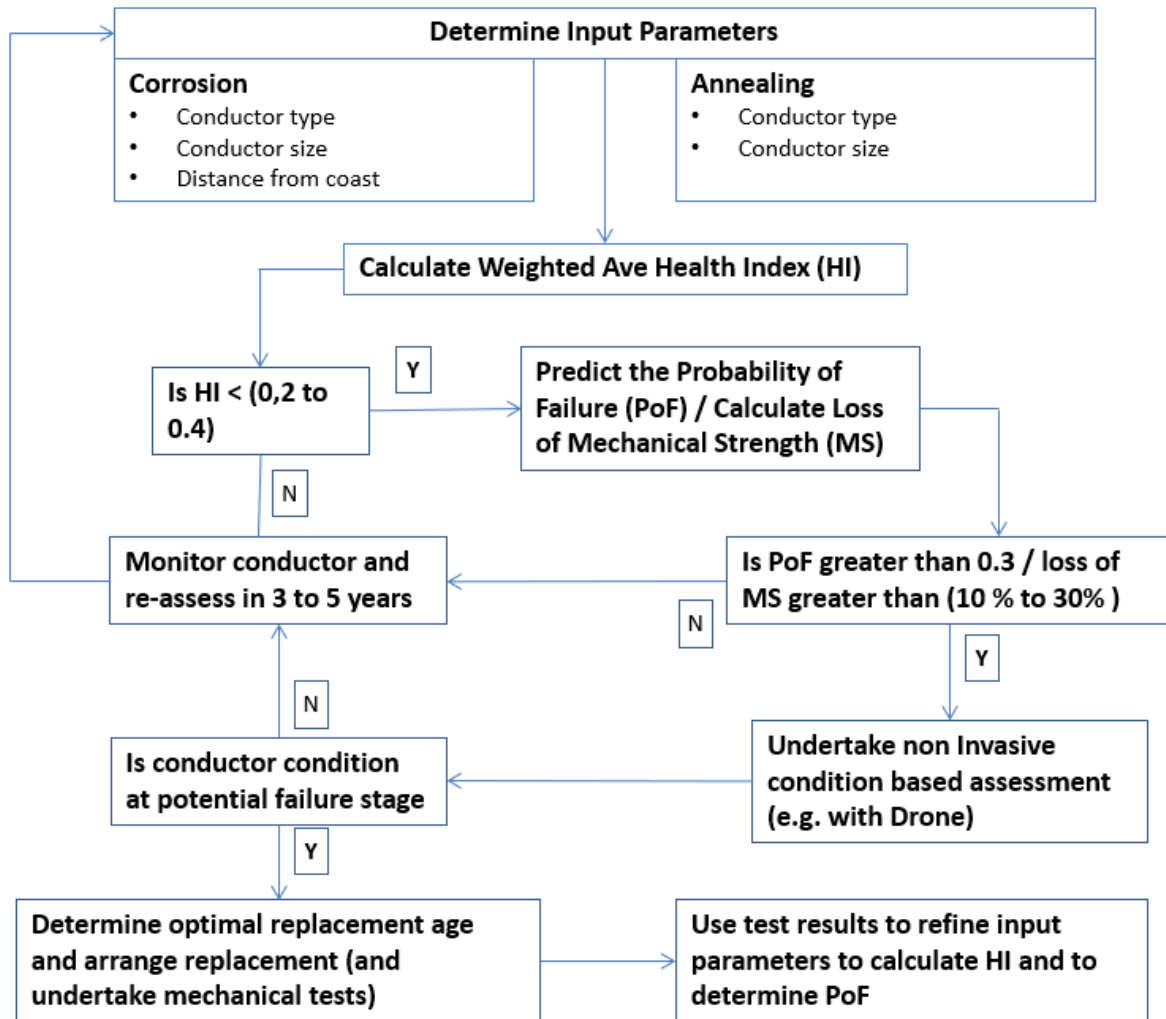 Determine Input Parameters
Corrosion
• Conductor type
• Conductor size
• Distance from coast
Annealing
• Conductor type
• Conductor size
Calculate Weighted Ave Health Index (HI)
Is HI < (0,2 to
0.4)
Y
Predict the Probability of
Failure (PoF) / Calculate Loss
of Mechanical Strength (MS)
N
Monitor conductor and
re-assess in 3 to 5 years
Is PoF greater than 0.3 / loss of
MS greater than (10 % to 30% )
N
Y
N
Is conductor condition
at potential failure stage
Undertake non Invasive
condition based assessment
(e.g. with Drone)
Y
Determine optimal replacement age
and arrange replacement (and
undertake mechanical tests)
Use test results to refine input
parameters to calculate HI and to
determine PoF